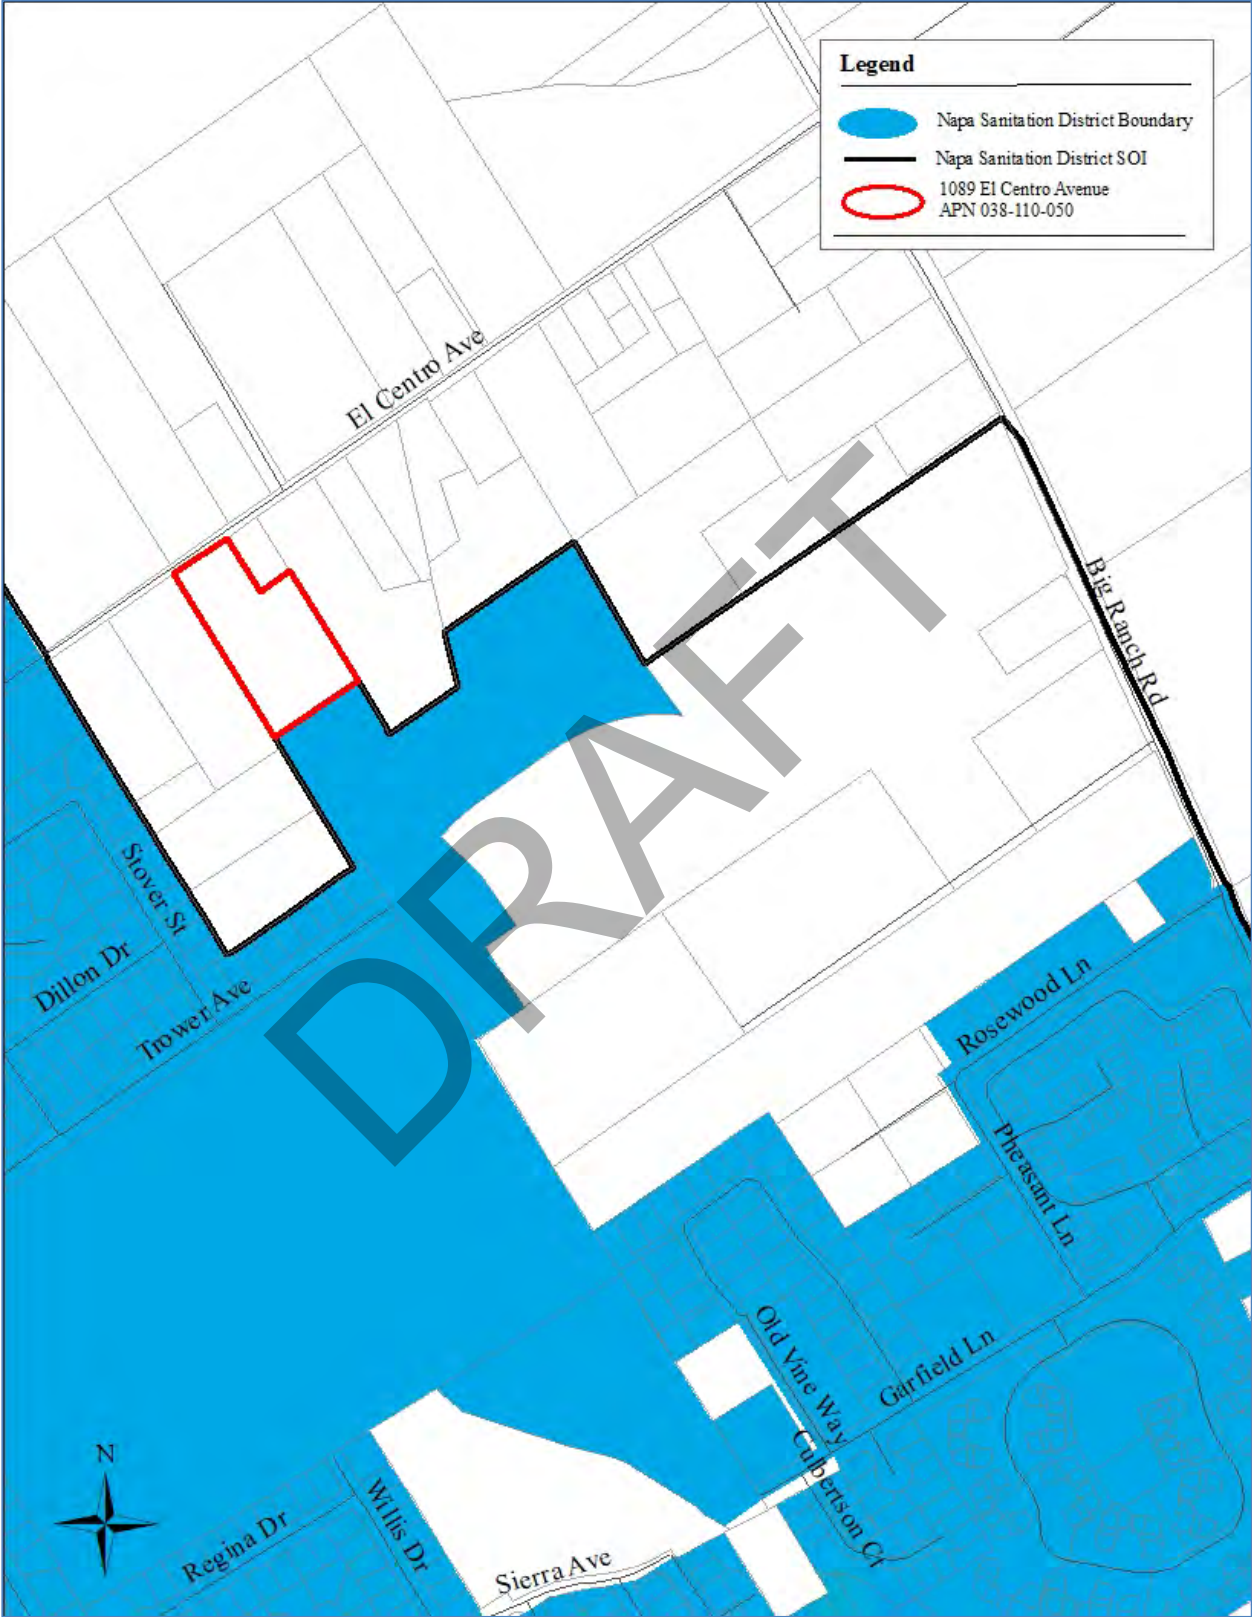 Legend
Napa Sanitation District Boundary
Napa Sanitation District SOI
1089 El Centro Avenue
APN 038-110-050
El Centro Ave
Big Ranch Rd
DRAFT
Stover St
Dillon Dr
Trower Ave
Rosewood Ln
Pheasant Ln
Old Vine Way
Garfield Ln
Culbertson Ct
N
Willis Dr
Regina Dr
Sierra Ave